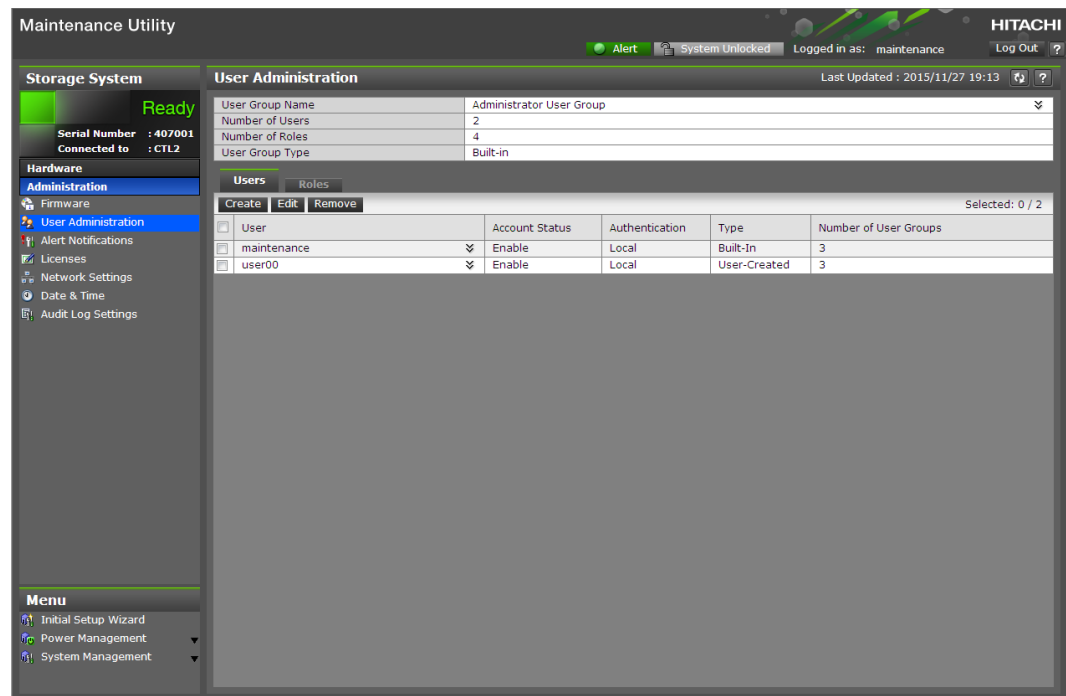 Maintenance Utility
HITACHI
Alert System Unlocked Logged in as: maintenance Log Out ?
Storage System
Ready
Serial Number : 407001
Connected to : CTL2
Hardware
Administration
Firmware
User Administration
Alert Notifications
Licenses
Network Settings
Date & Time
Audit Log Settings
Menu
Initial Setup Wizard
Power Management
System Management
User Administration Last Updated : 2015/11/27 19:13 ?
User Group Name Administrator User Group
Number of Users 2
Number of Roles 4
User Group Type Built-in
Users Roles
Create Edit Remove Selected: 0 / 2
User Account Status Authentication Type Number of User Groups
maintenance Enable Local Built-In 3
user00 Enable Local User-Created 3